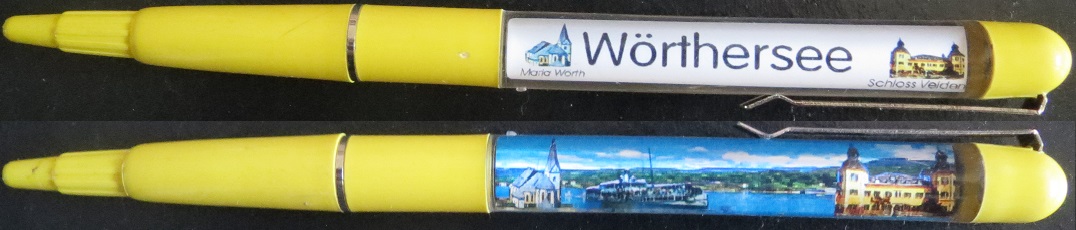 Wörthersee
Maria Wörth
Schloss Velden